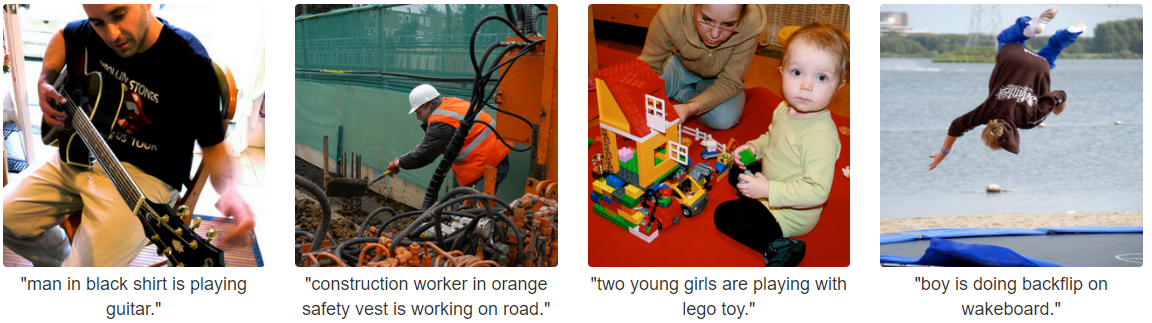 ROLLIN STONES
US TOUR
"man in black shirt is playing
guitar."
"construction worker in orange
safety vest is working on road."
"two young girls are playing with
lego toy."
"boy is doing backflip on
wakeboard."